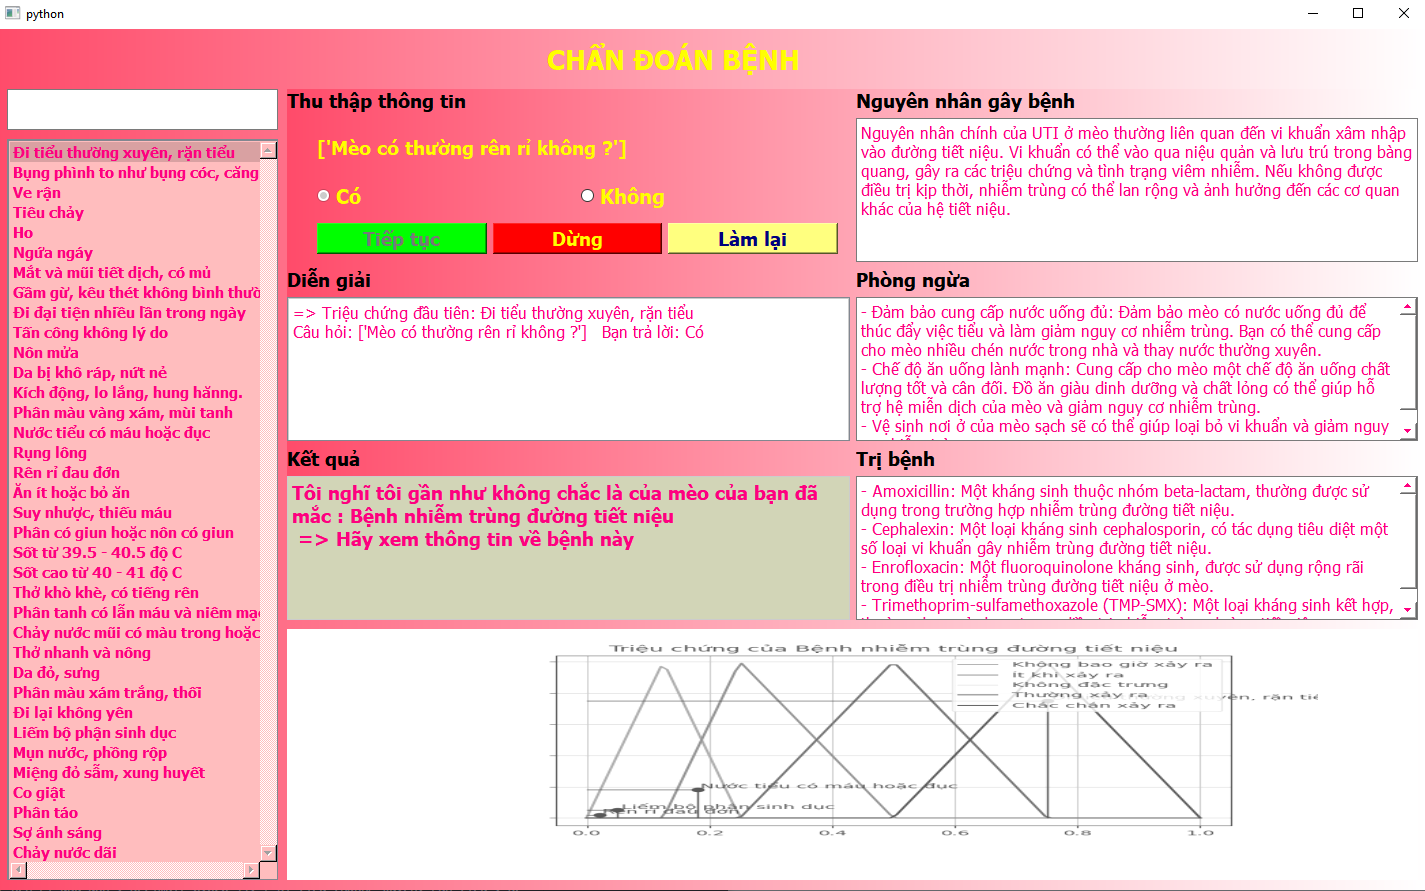 python
CHẨN ĐOÁN BỆNH
Đi tiểu thường xuyên, rặn tiểu
Bụng phình to như bụng cóc, căng
Ve rận
Tiêu chảy
Ho
Ngứa ngáy
Mắt và mũi tiết dịch, có mủ
Gầm gừ, kêu thét không bình thườ
Đi đại tiện nhiều lần trong ngày
Tấn công không lý do
Nôn mửa
Da bị khô ráp, nứt nẻ
Kích động, lo lắng, hung hănng.
Phân màu vàng xám, mùi tanh
Nước tiểu có máu hoặc đục
Rụng lông
Rên rỉ đau đớn
Ăn ít hoặc bỏ ăn
Suy nhược, thiếu máu
Phân có giun hoặc nôn có giun
Sốt từ 39.5 - 40.5 độ C
Sốt cao từ 40 - 41 độ C
Thở khò khè, có tiếng rên
Phân tanh có lẫn máu và niêm mạc
Chảy nước mũi có màu trong hoặc
Thở nhanh và nông
Da đỏ, sưng
Phân màu xám trắng, thối
Đi lại không yên
Liếm bộ phận sinh dục
Mụn nước, phồng rộp
Miệng đỏ sẫm, xung huyết
Co giật
Phân táo
Sợ ánh sáng
Chảy nước dãi
Thu thập thông tin
['Mèo có thường rên rỉ không ?']
Có
Không
Tiếp tục
Dừng
Làm lại
Diễn giải
=> Triệu chứng đầu tiên: Đi tiểu thường xuyên, rặn tiểu
Câu hỏi: ['Mèo có thường rên rỉ không ?'] Bạn trả lời: Có
Kết quả
Tôi nghĩ tôi gần như không chắc là của mèo của bạn đã
mắc : Bệnh nhiễm trùng đường tiết niệu
=> Hãy xem thông tin về bệnh này
Nguyên nhân gây bệnh
Nguyên nhân chính của UTI ở mèo thường liên quan đến vi khuẩn xâm nhập
vào đường tiết niệu. Vi khuẩn có thể vào qua niệu quản và lưu trú trong bàng
quang, gây ra các triệu chứng và tình trạng viêm nhiễm. Nếu không được
điều trị kịp thời, nhiễm trùng có thể lan rộng và ảnh hưởng đến các cơ quan
khác của hệ tiết niệu.
Phòng ngừa
- Đảm bảo cung cấp nước uống đủ: Đảm bảo mèo có nước uống đủ để
thúc đẩy việc tiểu và làm giảm nguy cơ nhiễm trùng. Bạn có thể cung cấp
cho mèo nhiều chén nước trong nhà và thay nước thường xuyên.
- Chế độ ăn uống lành mạnh: Cung cấp cho mèo một chế độ ăn uống chất
lượng tốt và cân đối. Đồ ăn giàu dinh dưỡng và chất lỏng có thể giúp hỗ
trợ hệ miễn dịch của mèo và giảm nguy cơ nhiễm trùng.
- Vệ sinh nơi ở của mèo sạch sẽ có thể giúp loại bỏ vi khuẩn và giảm nguy
Trị bệnh
- Amoxicillin: Một kháng sinh thuộc nhóm beta-lactam, thường được sử
dụng trong trường hợp nhiễm trùng đường tiết niệu.
- Cephalexin: Một loại kháng sinh cephalosporin, có tác dụng tiêu diệt một
số loại vi khuẩn gây nhiễm trùng đường tiết niệu.
- Enrofloxacin: Một fluoroquinolone kháng sinh, được sử dụng rộng rãi
trong điều trị nhiễm trùng đường tiết niệu ở mèo.
- Trimethoprim-sulfamethoxazole (TMP-SMX): Một loại kháng sinh kết hợp,
Triệu chứng của Bệnh nhiễm trùng đường tiết niệu
Không bao giờ xảy ra
Ít khi xảy ra
Không đặc trưng
Thường xảy ra
Chắc chắn xảy ra
xuyên, rặn tiể
Nước tiểu có máu hoặc đục
Liếm bộ phận sinh dục
Rên rỉ đau đớn
0.0 0.2 0.4 0.6 0.8 1.0